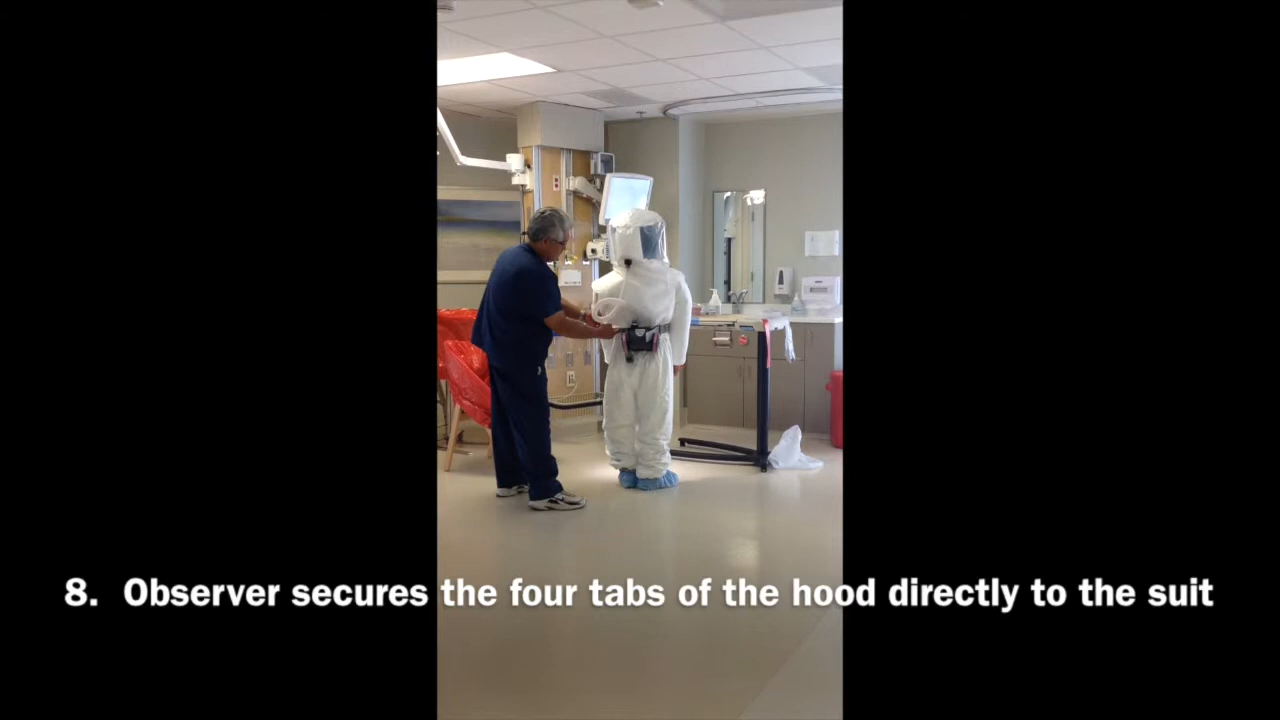 8. Observer secures the four tabs of the hood directly to the suit